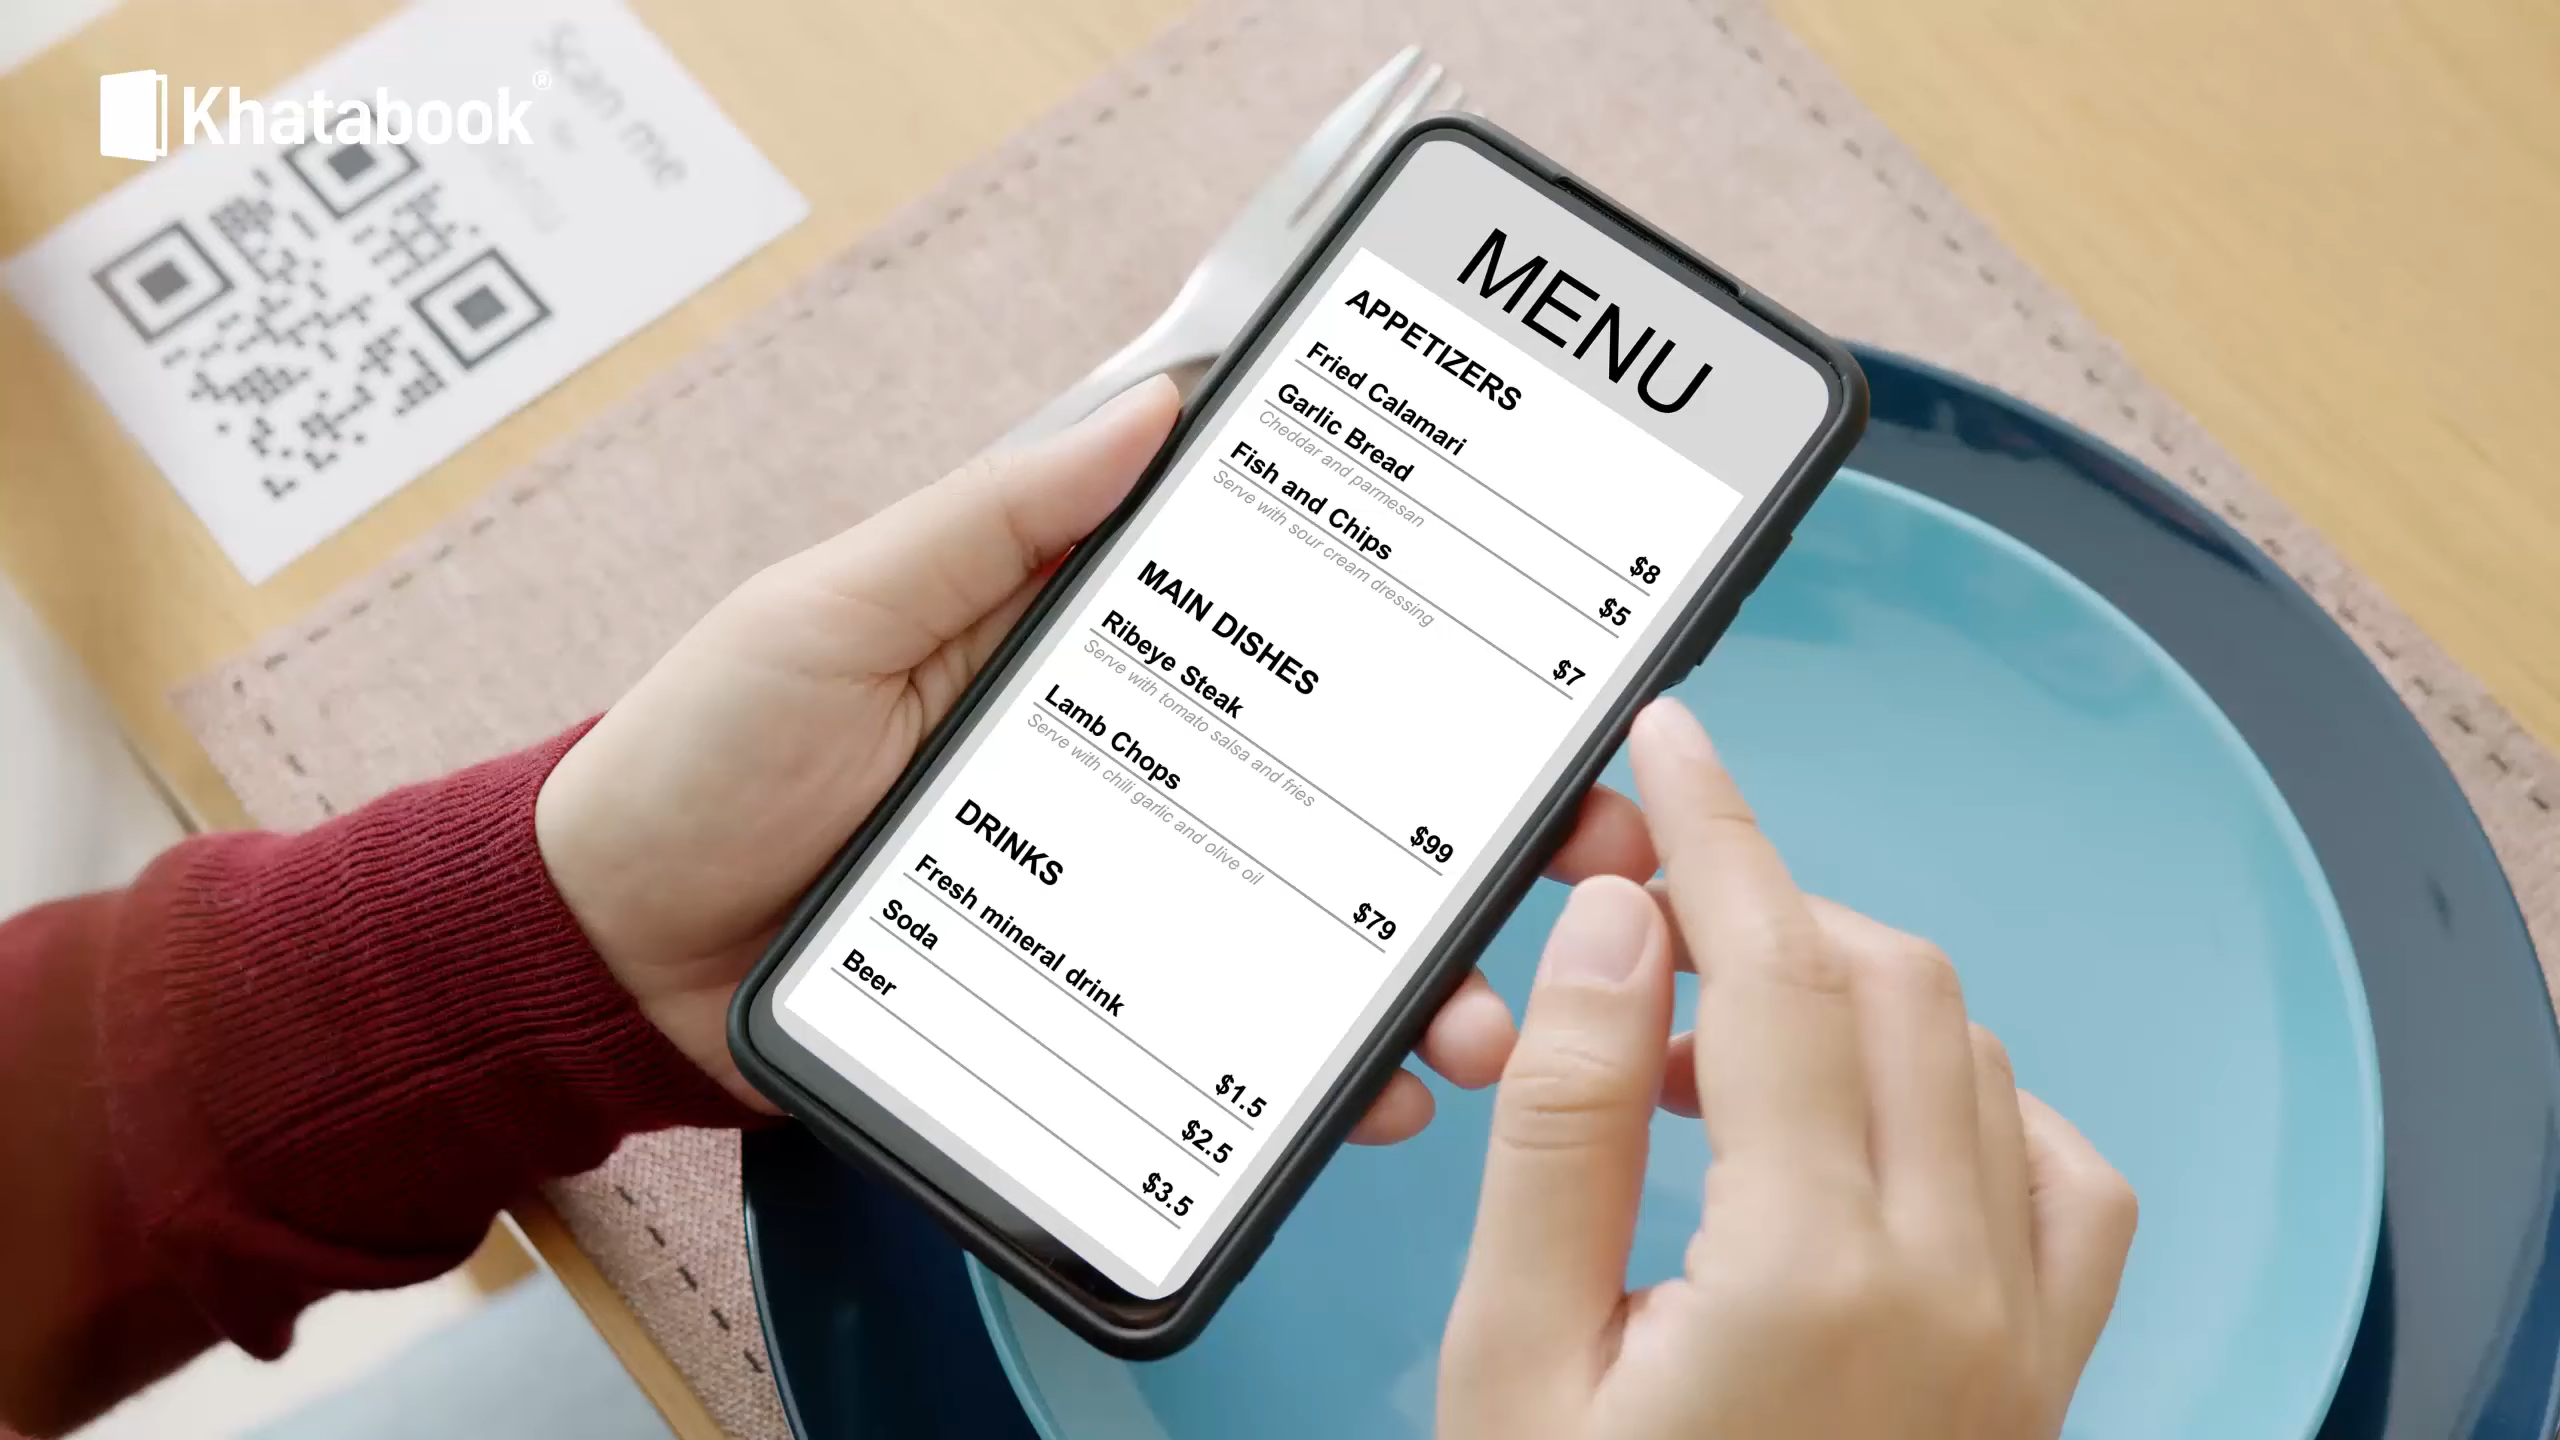 Khatabook®
Scan me
MENU
APPETIZERS
Fried Calamari $8
Garlic Bread $5
Cheddar and parmesan
Fish and Chips $7
Serve with sour cream dressing
MAIN DISHES
Ribeye Steak $99
Serve with tomato salsa and fries
Lamb Chops $79
Serve with chili garlic and olive oil
DRINKS
Fresh mineral drink $1.5
Soda $2.5
Beer $3.5